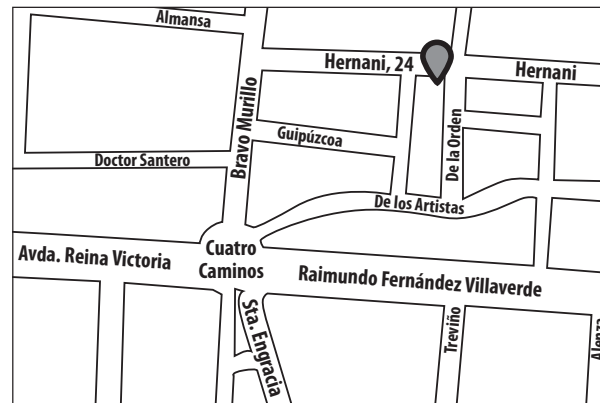 Almansa
Hernani, 24
Hernani
Bravo Murillo
Guipúzcoa
De la Orden
Doctor Santero
De los Artistas
Avda. Reina Victoria
Cuatro
Caminos
Raimundo Fernández Villaverde
Sta. Engracia
Treviño
Alenza